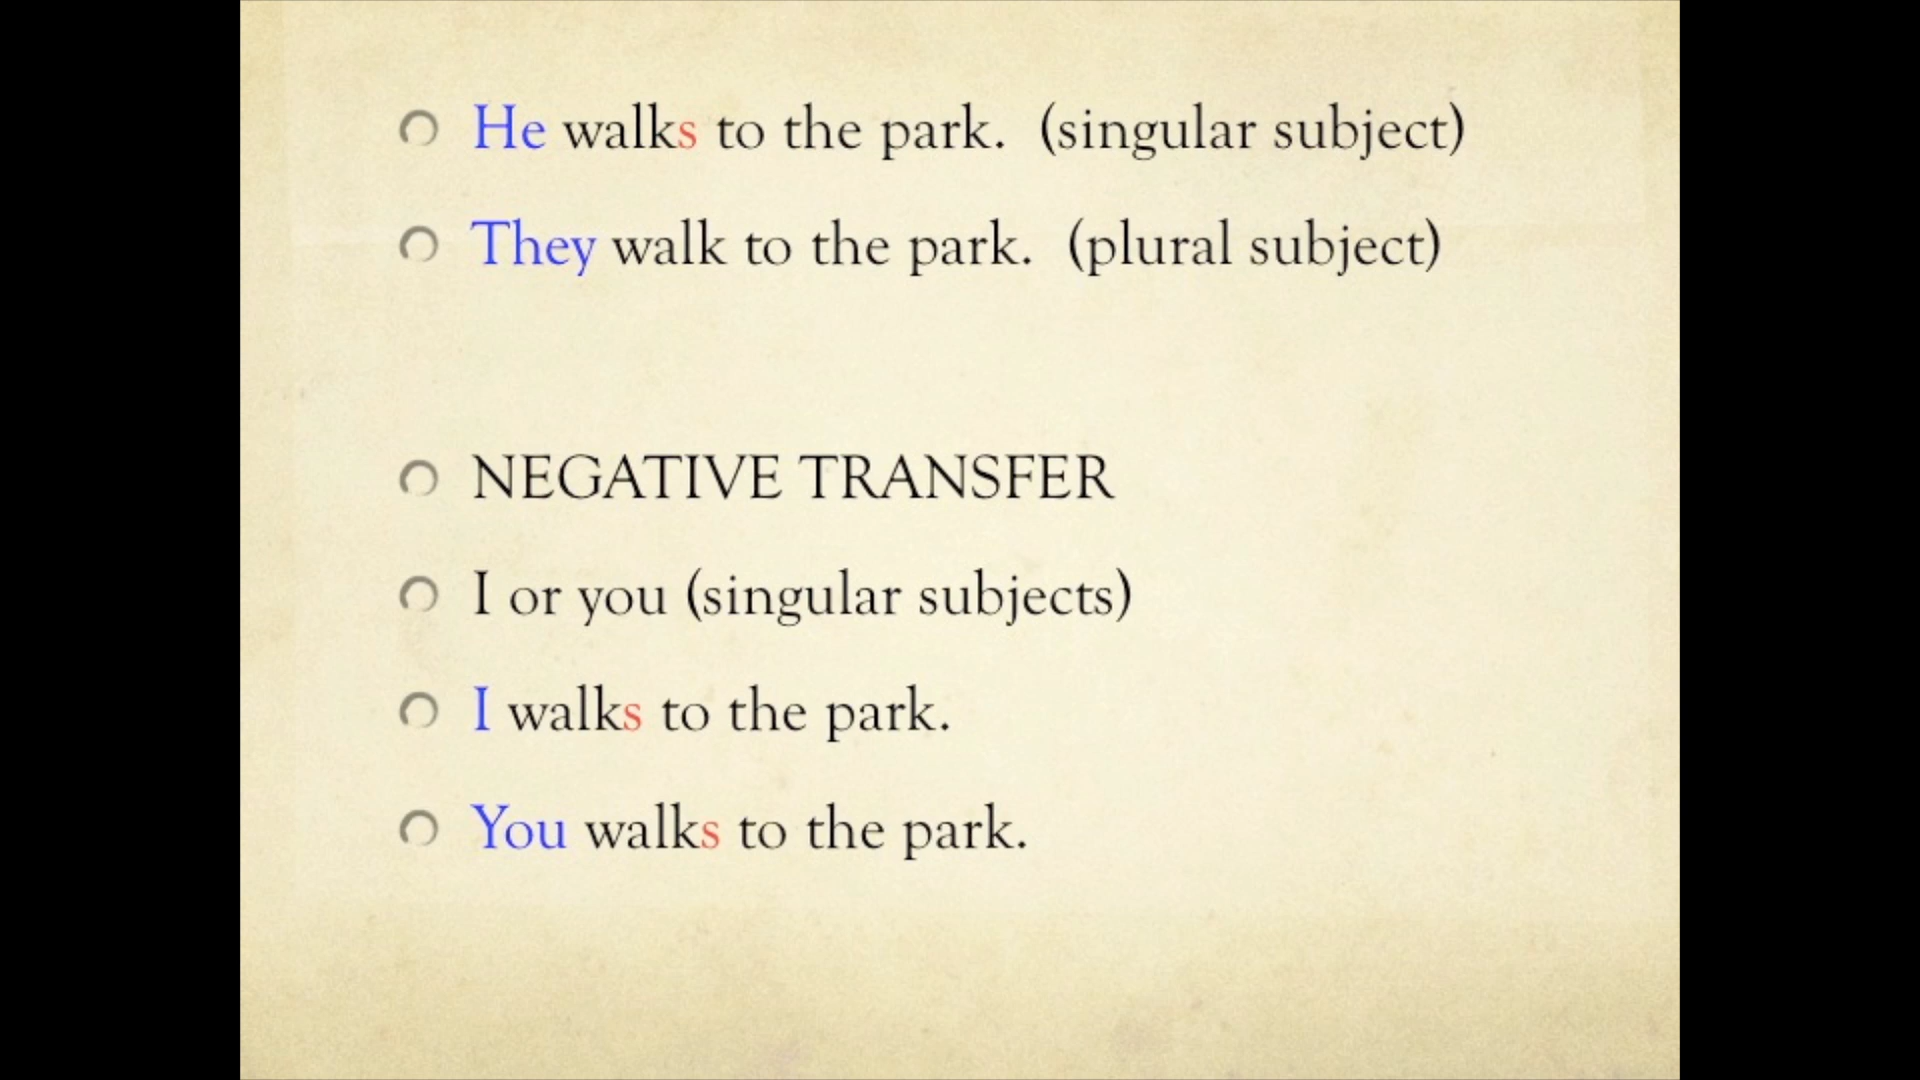 He walks to the park. (singular subject)
They walk to the park. (plural subject)
NEGATIVE TRANSFER
I or you (singular subjects)
I walks to the park.
You walks to the park.